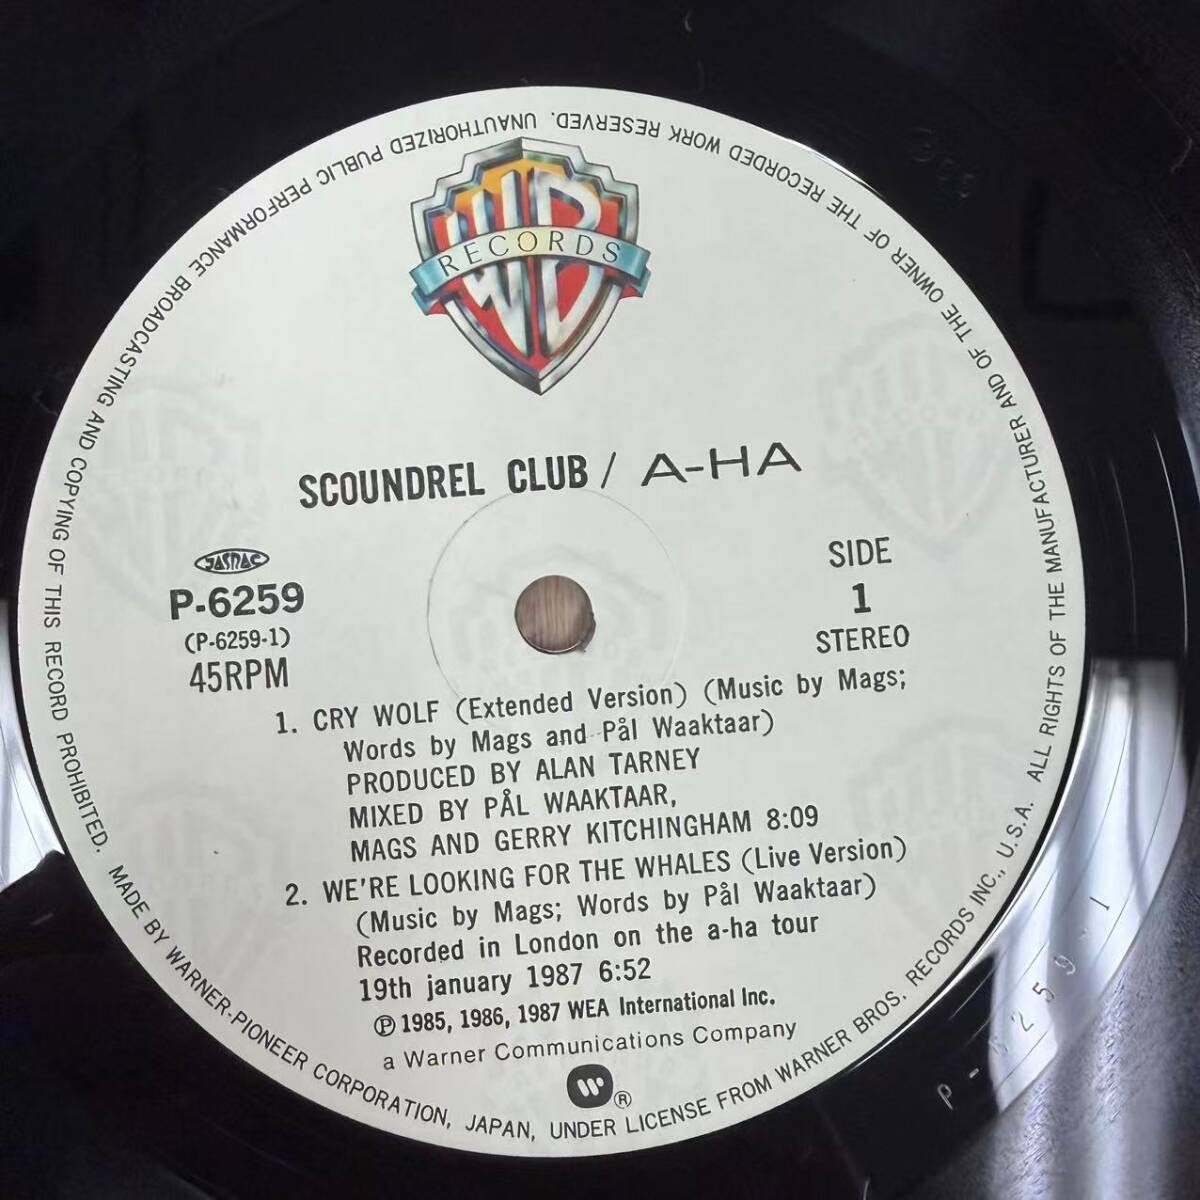 WB
RECORDS
SCOUNDREL CLUB / A-HA
JASRAC
P-6259
(P-6259-1)
45RPM
SIDE
1
STEREO
1. CRY WOLF (Extended Version) (Music by Mags;
Words by Mags and Pål Waaktaar)
PRODUCED BY ALAN TARNEY
MIXED BY PÅL WAAKTAAR,
MAGS AND GERRY KITCHINGHAM 8:09
2. WE'RE LOOKING FOR THE WHALES (Live Version)
(Music by Mags; Words by Pål Waaktaar)
Recorded in London on the a-ha tour
19th january 1987 6:52
Ⓟ 1985, 1986, 1987 WEA International Inc.
a Warner Communications Company
W®
MADE BY WARNER-PIONEER CORPORATION, JAPAN, UNDER LICENSE FROM WARNER BROS. RECORDS INC., U.S.A. ALL RIGHTS OF THE MANUFACTURER AND OF THE OWNER OF THE RECORDED WORK RESERVED. UNAUTHORIZED PUBLIC PERFORMANCE BROADCASTING AND COPYING OF THIS RECORD PROHIBITED.